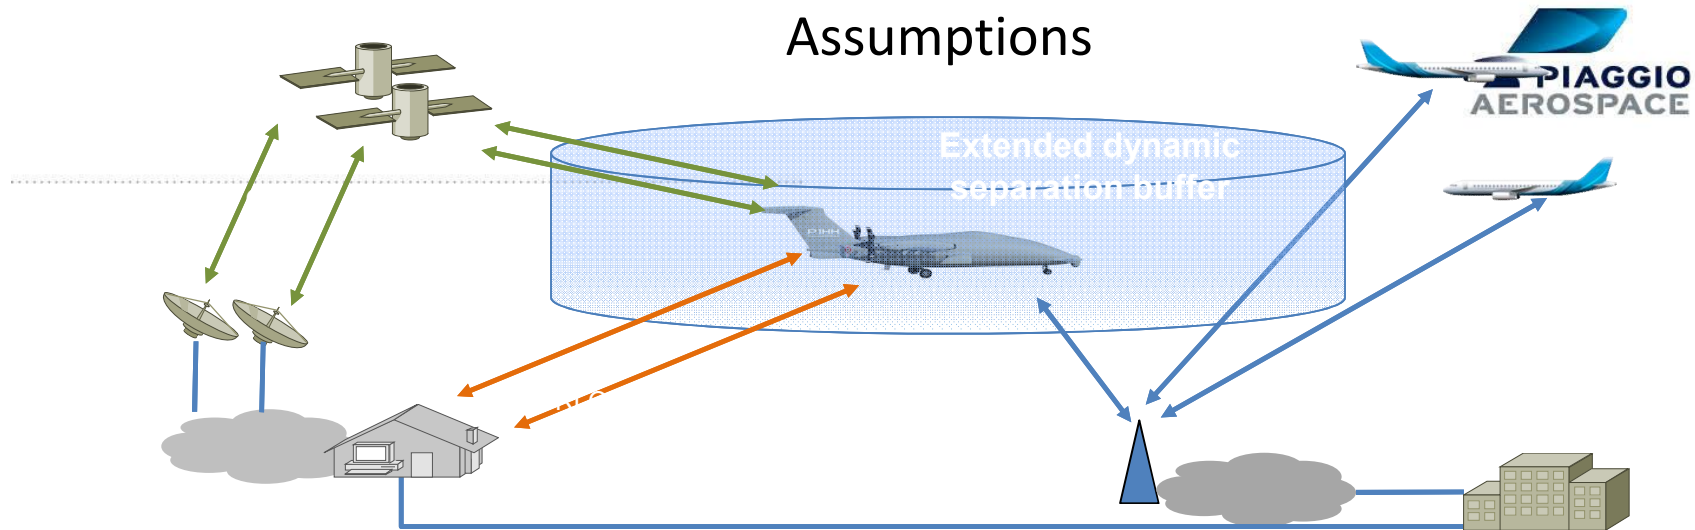 Assumptions
PIAGGIO
AEROSPACE
Extended dynamic
separation buffer
P1HH